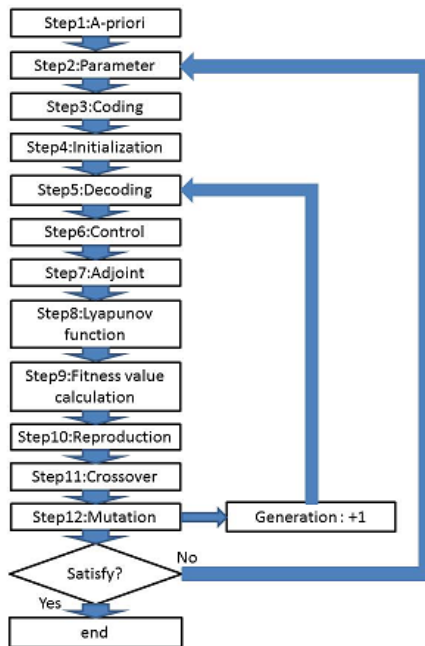 Step1:A-priori
Step2:Parameter
Step3:Coding
Step4:Initialization
Step5:Decoding
Step6:Control
Step7:Adjoint
Step8:Lyapunov
function
Step9:Fitness value
calculation
Step10:Reproduction
Step11:Crossover
Step12:Mutation
Generation : +1
Satisfy?
No
Yes
end